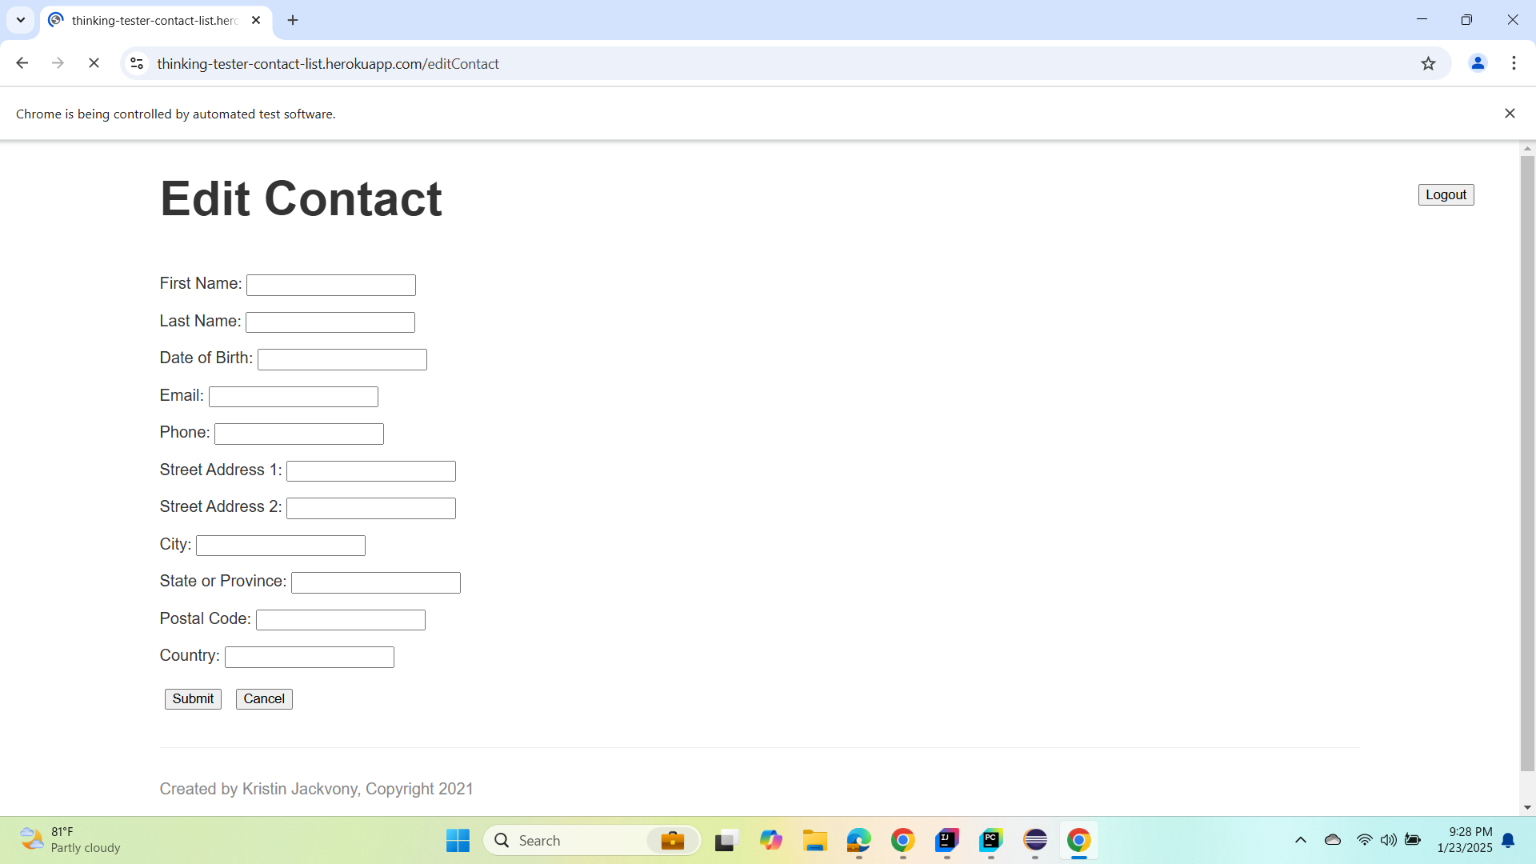 thinking-tester-contact-list.herc
thinking-tester-contact-list.herokuapp.com/editContact
Chrome is being controlled by automated test software.
Edit Contact
Logout
First Name:
Last Name:
Date of Birth:
Email:
Phone:
Street Address 1:
Street Address 2:
City:
State or Province:
Postal Code:
Country:
Submit Cancel
Created by Kristin Jackvony, Copyright 2021
81°F
Partly cloudy
Search
IJ
PC
9:28 PM
1/23/2025